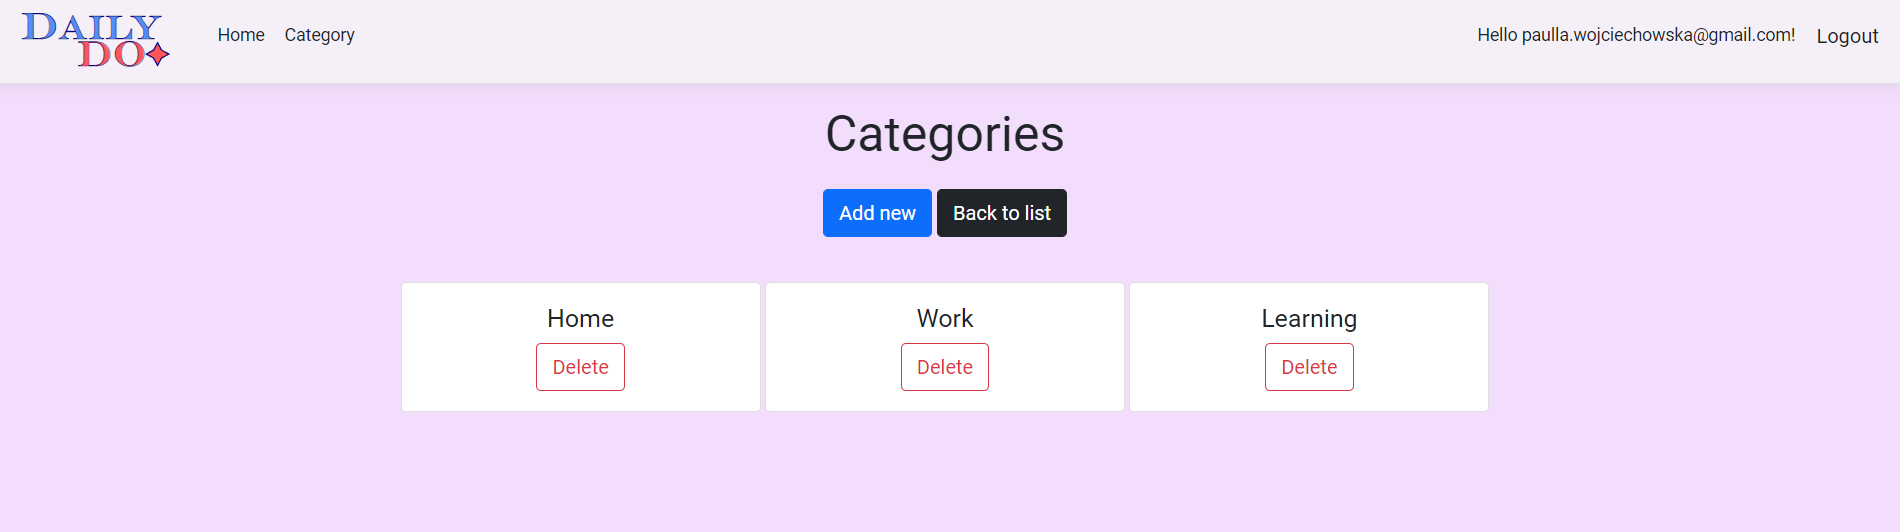 DAILY
DO
Home Category
Hello paulla.wojciechowska@gmail.com! Logout
Categories
Add new Back to list
Home Work Learning
Delete Delete Delete